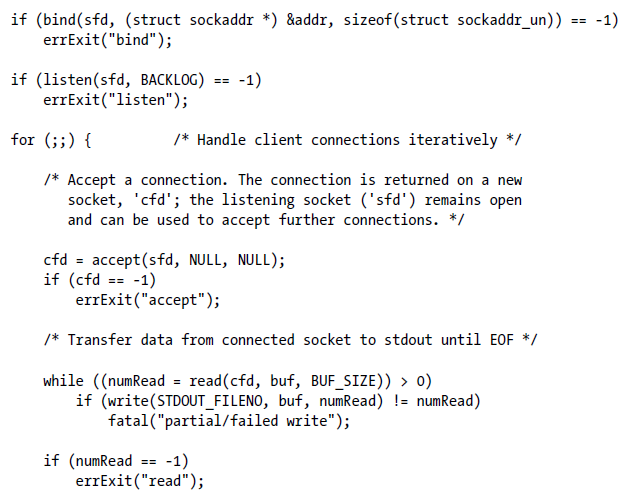 if (bind(sfd, (struct sockaddr *) &addr, sizeof(struct sockaddr_un)) == -1)
    errExit("bind");

if (listen(sfd, BACKLOG) == -1)
    errExit("listen");

for (;;) {          /* Handle client connections iteratively */

    /* Accept a connection. The connection is returned on a new
       socket, 'cfd'; the listening socket ('sfd') remains open
       and can be used to accept further connections. */

    cfd = accept(sfd, NULL, NULL);
    if (cfd == -1)
        errExit("accept");

    /* Transfer data from connected socket to stdout until EOF */

    while ((numRead = read(cfd, buf, BUF_SIZE)) > 0)
        if (write(STDOUT_FILENO, buf, numRead) != numRead)
            fatal("partial/failed write");

    if (numRead == -1)
        errExit("read");